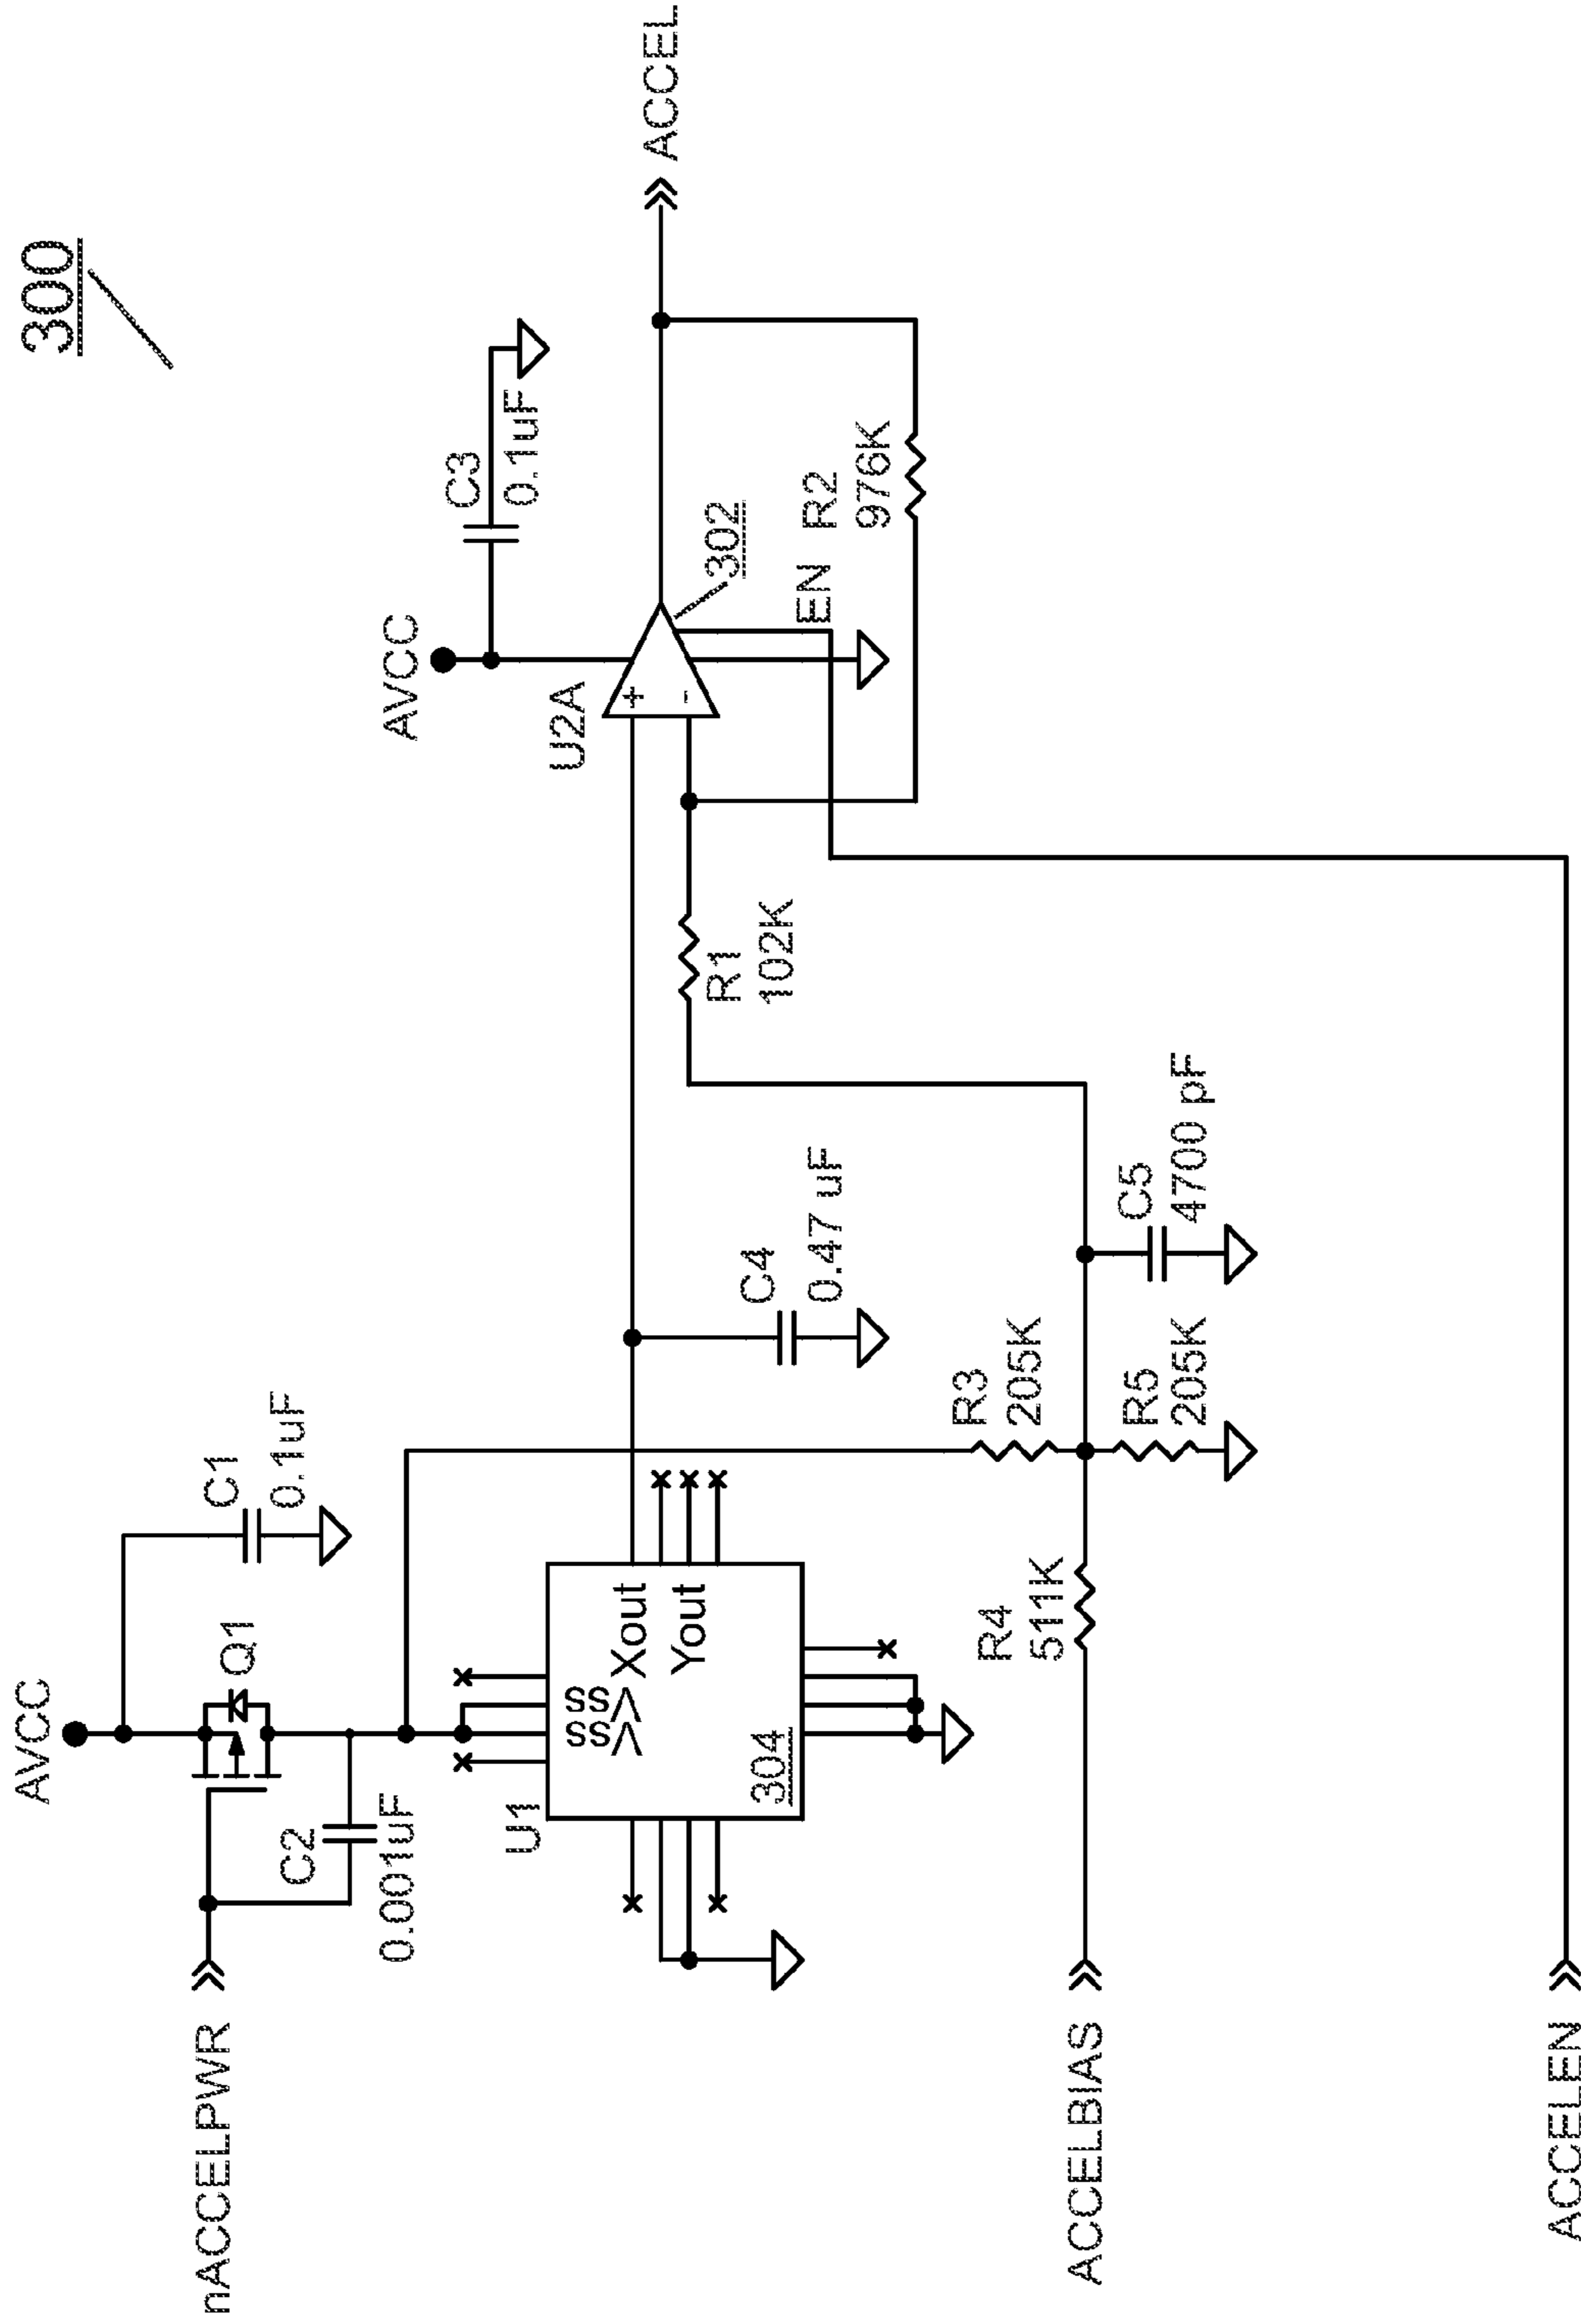 300
AVCC
nACCELPWR
Q1
C1
0.1uF
C2
0.001uF
U1
Vss
Vss
Xout
Yout
304
C4
0.47 uF
AVCC
C3
0.1uF
U2A
+
-
302
EN
ACCEL
R1
102K
R2
976K
R3
205K
R4
511K
R5
205K
C5
4700 pF
ACCELBIAS
ACCELEN